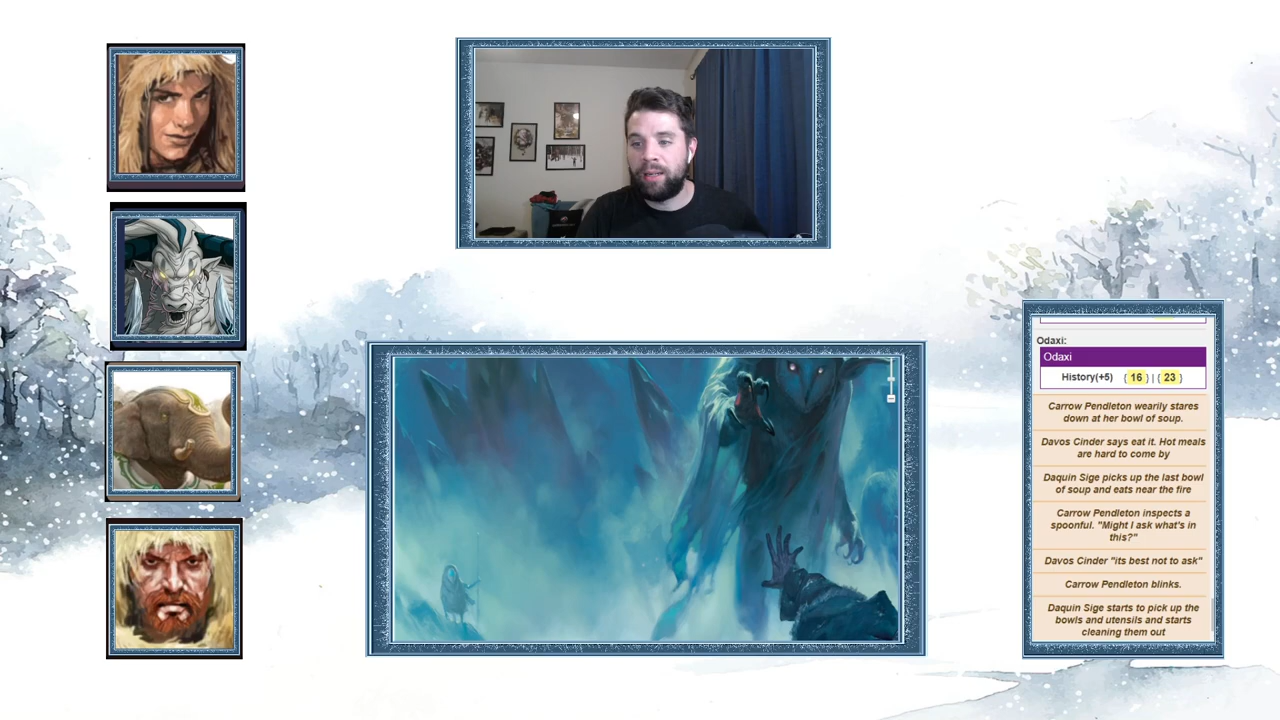 Odaxi:
Odaxi
History(+5) { 16 } | { 23 }
Carrow Pendleton wearily stares
down at her bowl of soup.
Davos Cinder says eat it. Hot meals
are hard to come by
Daquin Sige picks up the last bowl
of soup and eats near the fire
Carrow Pendleton inspects a
spoonful. "Might I ask what's in
this?"
Davos Cinder "its best not to ask"
Carrow Pendleton blinks.
Daquin Sige starts to pick up the
bowls and utensils and starts
cleaning them out